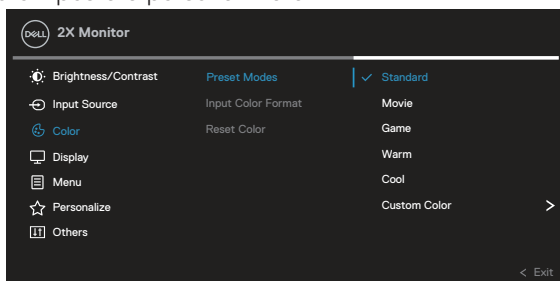 DELL 2X Monitor
Brightness/Contrast Preset Modes Standard
Input Source Input Color Format Movie
Color Reset Color Game
Display Warm
Menu Cool
Personalize Custom Color >
Others
< Exit